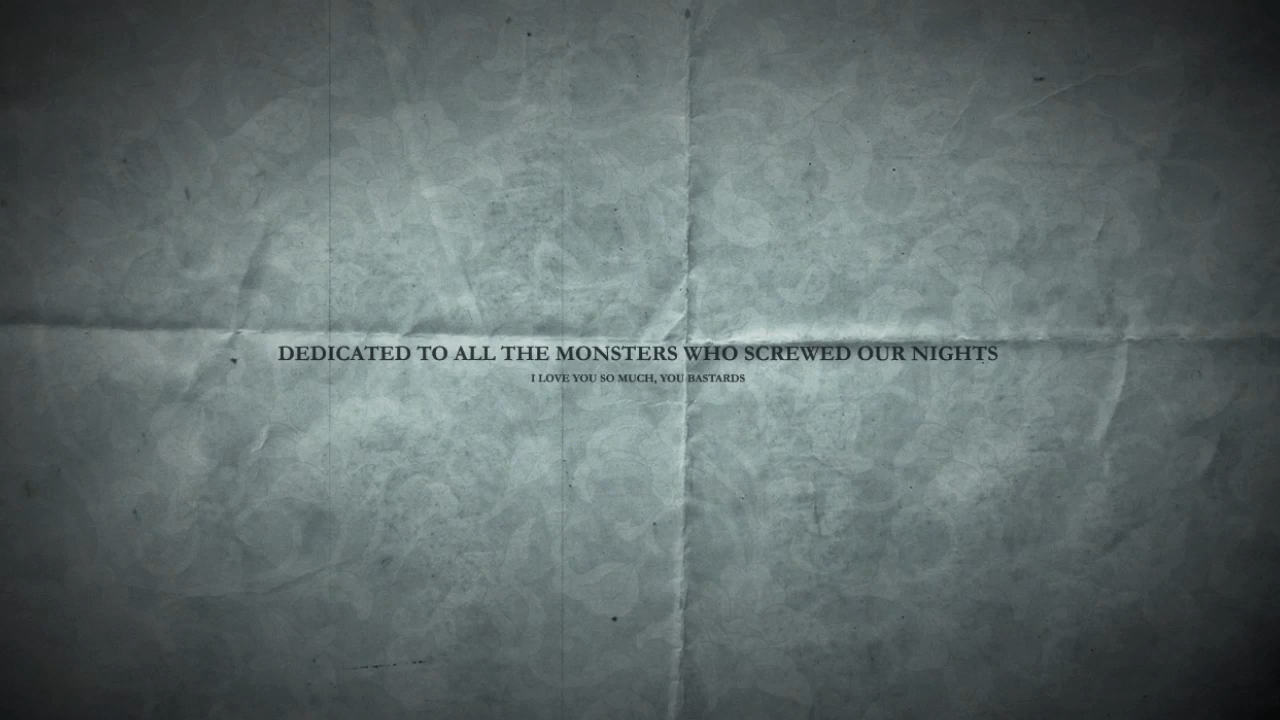 DEDICATED TO ALL THE MONSTERS WHO SCREWED OUR NIGHTS
I LOVE YOU SO MUCH, YOU BASTARDS